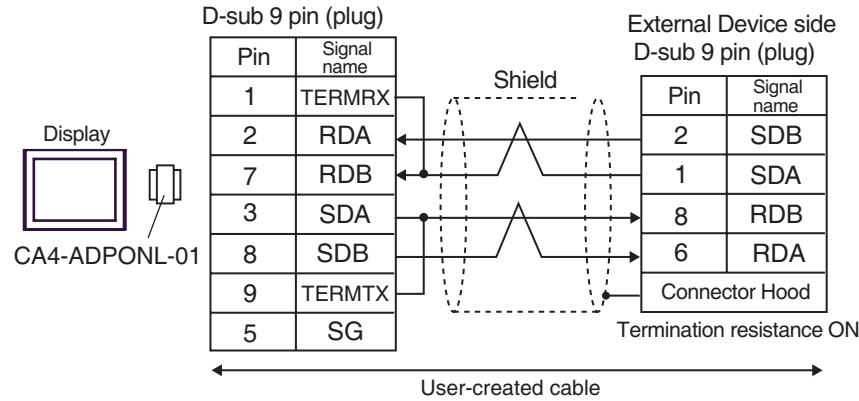 D-sub 9 pin (plug)
Pin Signal name
1 TERMRX
2 RDA
7 RDB
3 SDA
8 SDB
9 TERMTX
5 SG
Display
CA4-ADPONL-01
Shield
External Device side
D-sub 9 pin (plug)
Pin Signal name
2 SDB
1 SDA
8 RDB
6 RDA
Connector Hood
Termination resistance ON
User-created cable